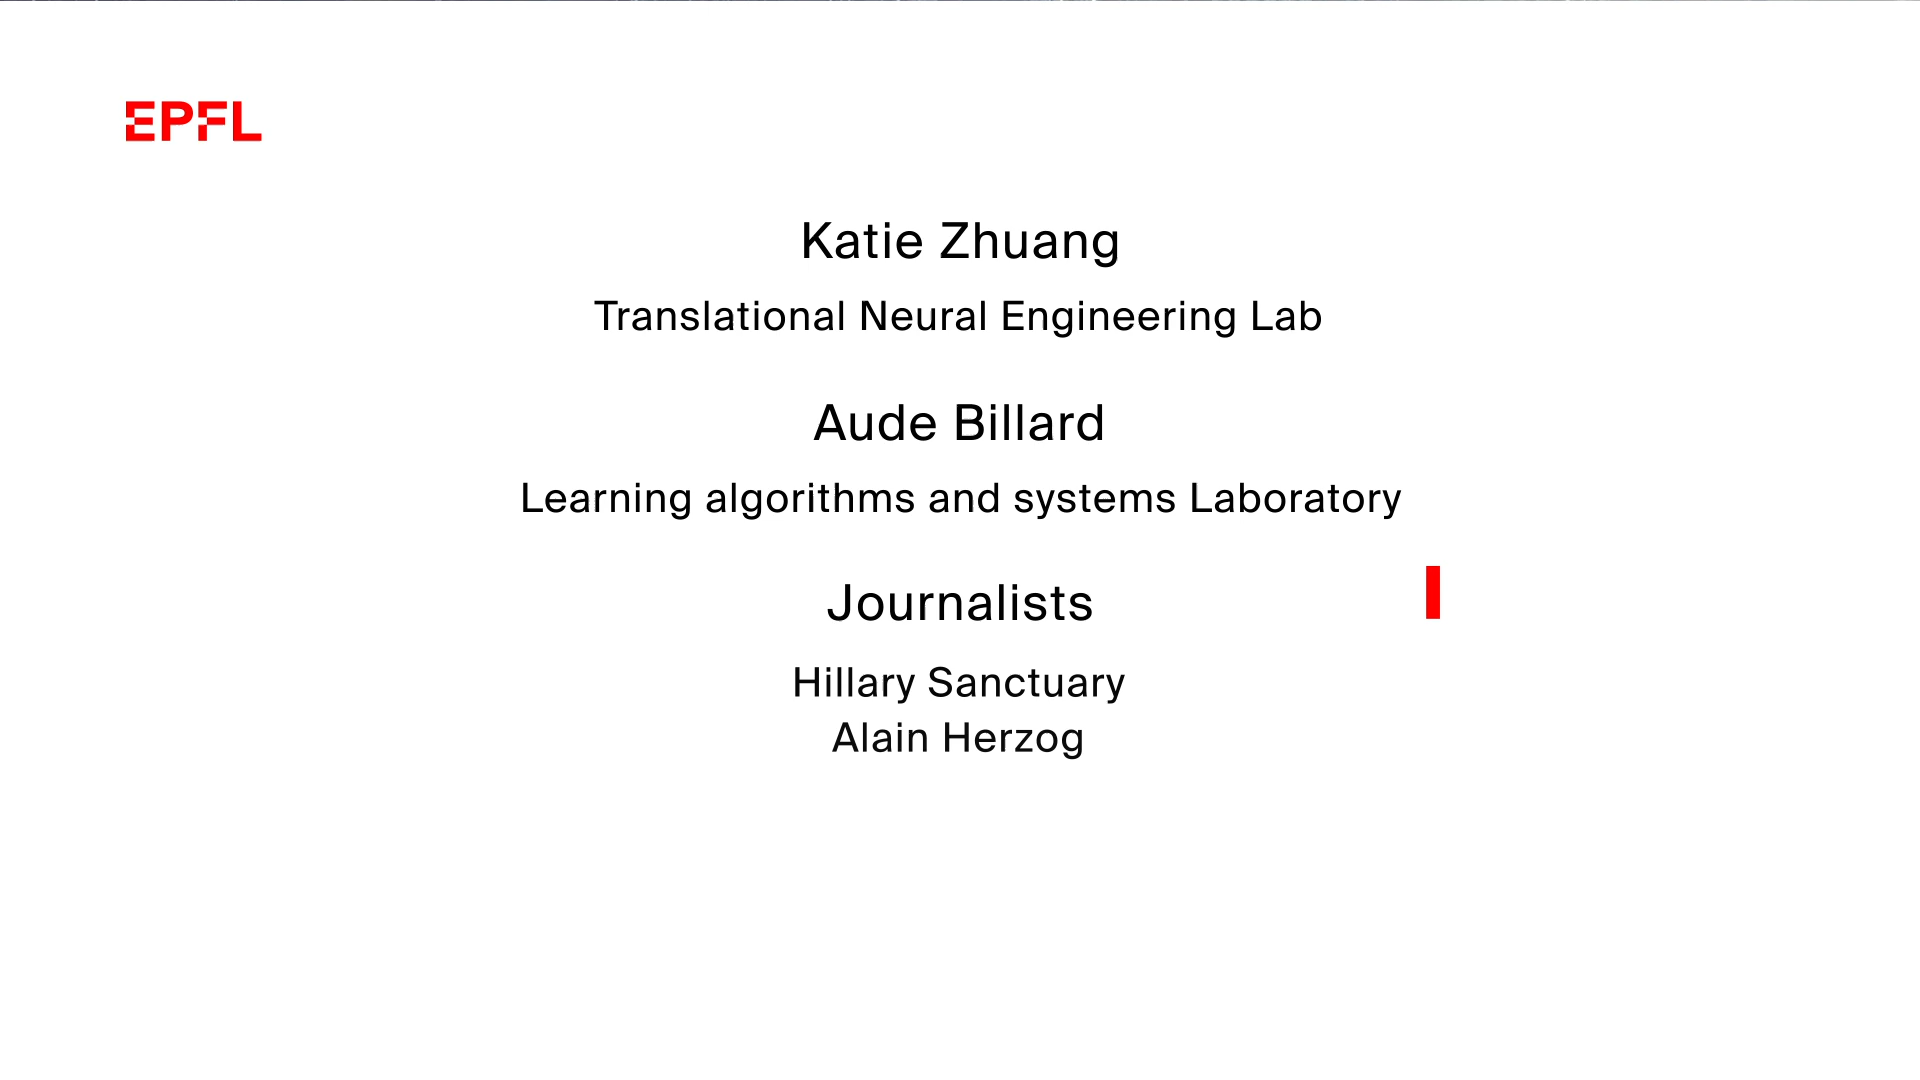 EPFL
Katie Zhuang
Translational Neural Engineering Lab
Aude Billard
Learning algorithms and systems Laboratory
Journalists
Hillary Sanctuary
Alain Herzog